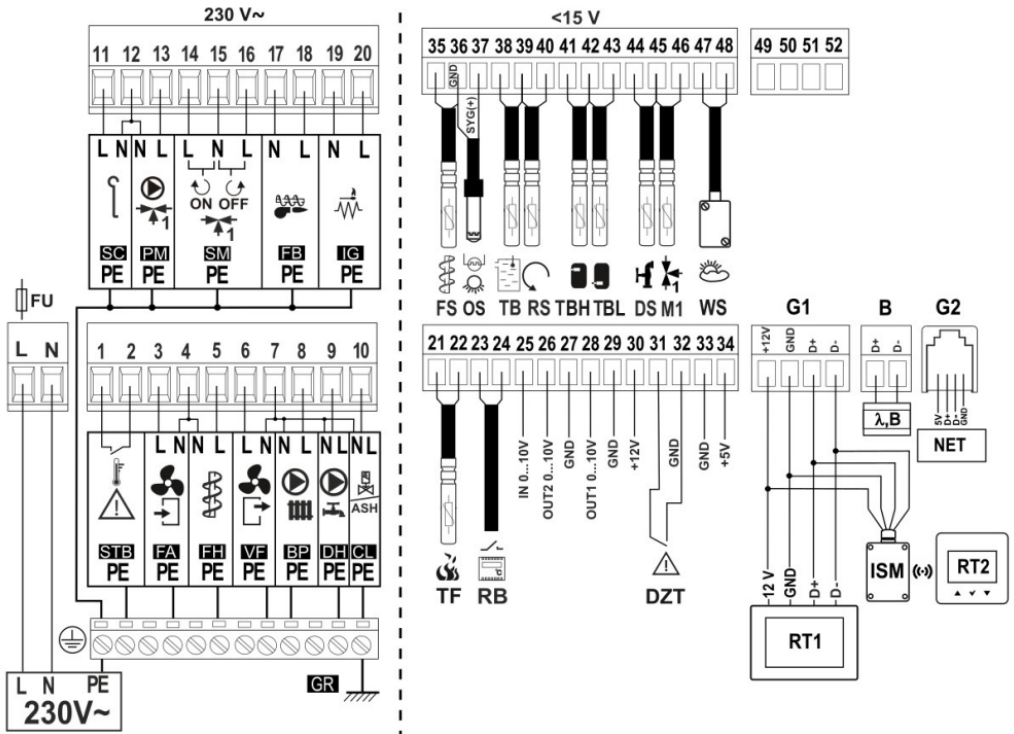 230 V~
<15 V
11 12 13 14 15 16 17 18 19 20
35 36 37 38 39 40 41 42 43 44 45 46 47 48
49 50 51 52
GND
SYG(+)
L N N L L N L N L N L
ON OFF
1
1
SC PM SM FB IG
PE PE PE PE PE
FU
L N
1 2 3 4 5 6 7 8 9 10
L N N L L N N L N L N L
ASH
STB FA FH VF BP DH CL
PE PE PE PE PE PE PE
GR
L N PE
230V~
1
FS OS TB RS TBH TBL DS M1 WS
21 22 23 24 25 26 27 28 29 30 31 32 33 34
IN 0...10V
OUT2 0...10V
GND
OUT1 0...10V
GND
+12V
GND
GND
+5V
TF RB
DZT
G1 B G2
+12V
GND
D+
D-
D+
D-
λ,B
5V
D+
D-
GND
NET
12 V
GND
D+
D-
ISM
RT2
RT1